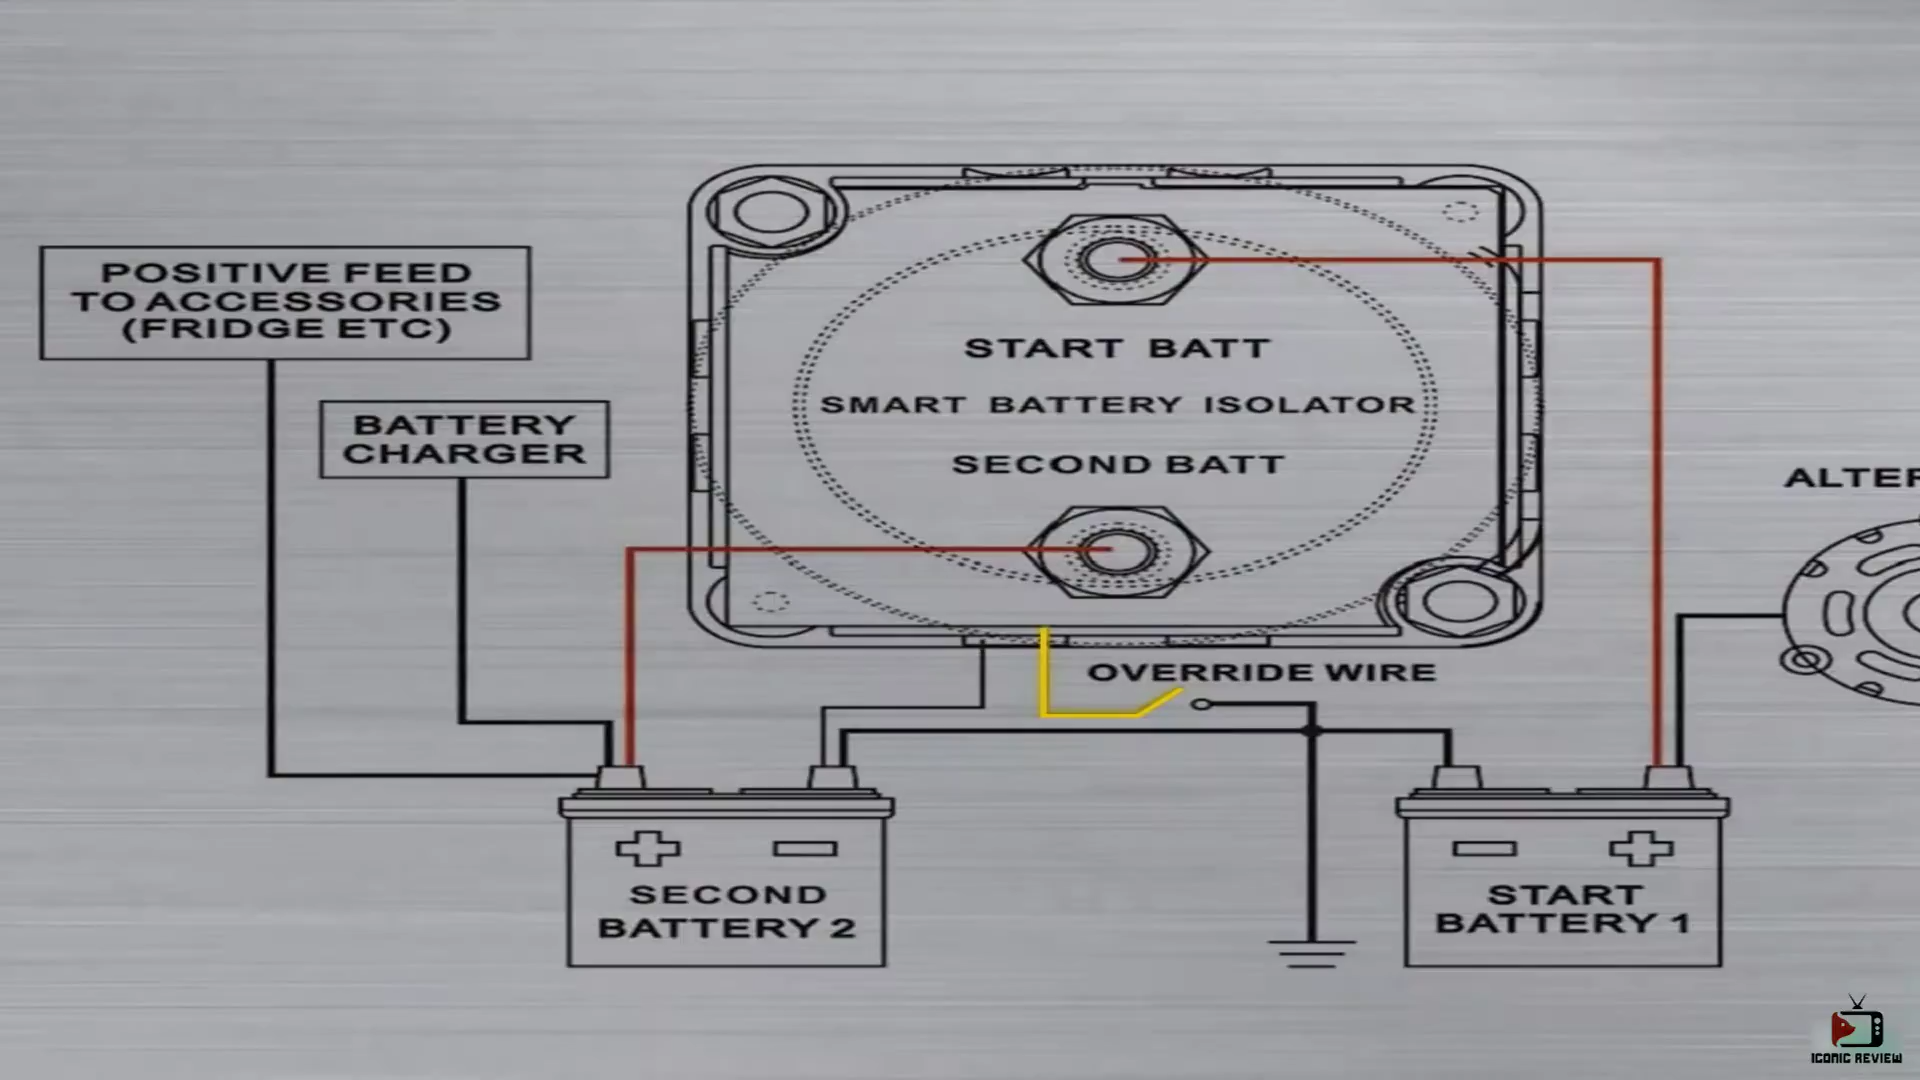 POSITIVE FEED
TO ACCESSORIES
(FRIDGE ETC)
BATTERY
CHARGER
START BATT
SMART BATTERY ISOLATOR
SECOND BATT
OVERRIDE WIRE
ALTER
SECOND
BATTERY 2
START
BATTERY 1
ICONIC REVIEW